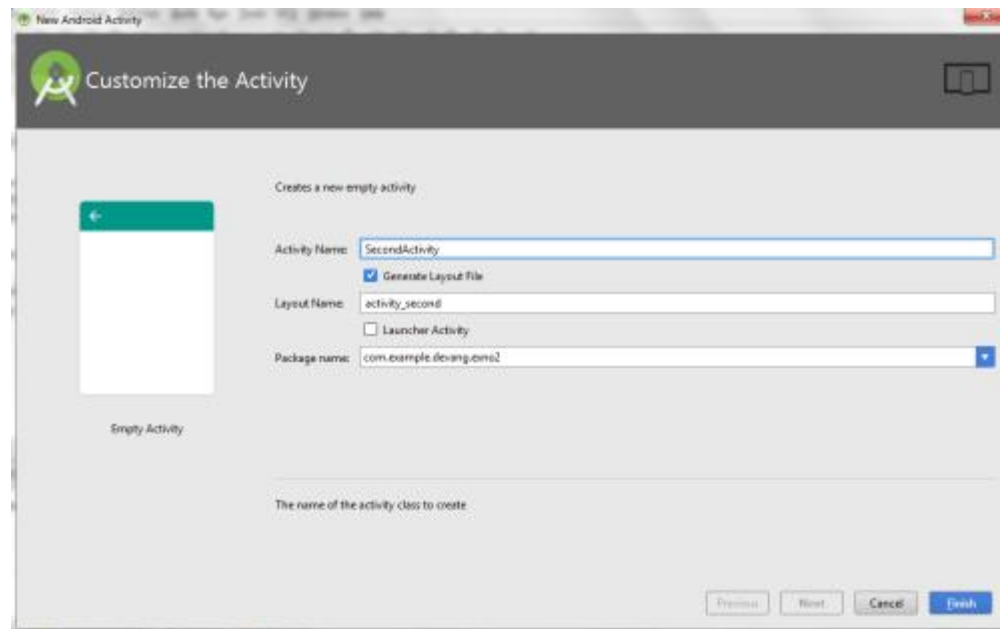 New Android Activity
Customize the Activity
Creates a new empty activity
Activity Name: SecondActivity
Generate Layout File
Layout Name: activity_second
Launcher Activity
Package name: com.example.devang.exno2
Empty Activity
The name of the activity class to create
Previous Next Cancel Finish